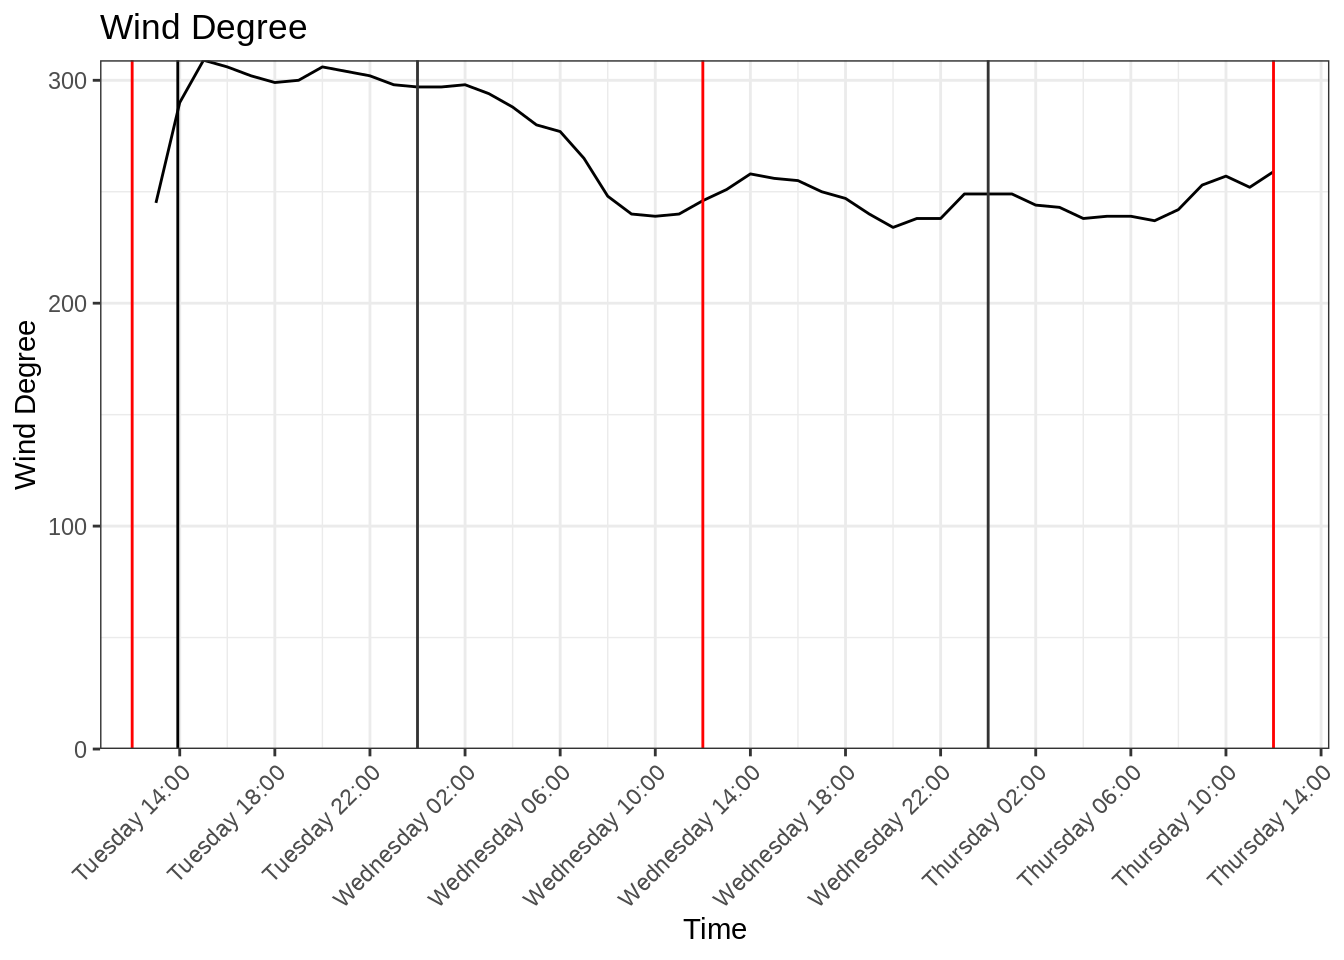 Wind Degree
300
200
100
0
Wind Degree
Tuesday 14:00
Tuesday 18:00
Tuesday 22:00
Wednesday 02:00
Wednesday 06:00
Wednesday 10:00
Wednesday 14:00
Wednesday 18:00
Wednesday 22:00
Thursday 02:00
Thursday 06:00
Thursday 10:00
Thursday 14:00
Time